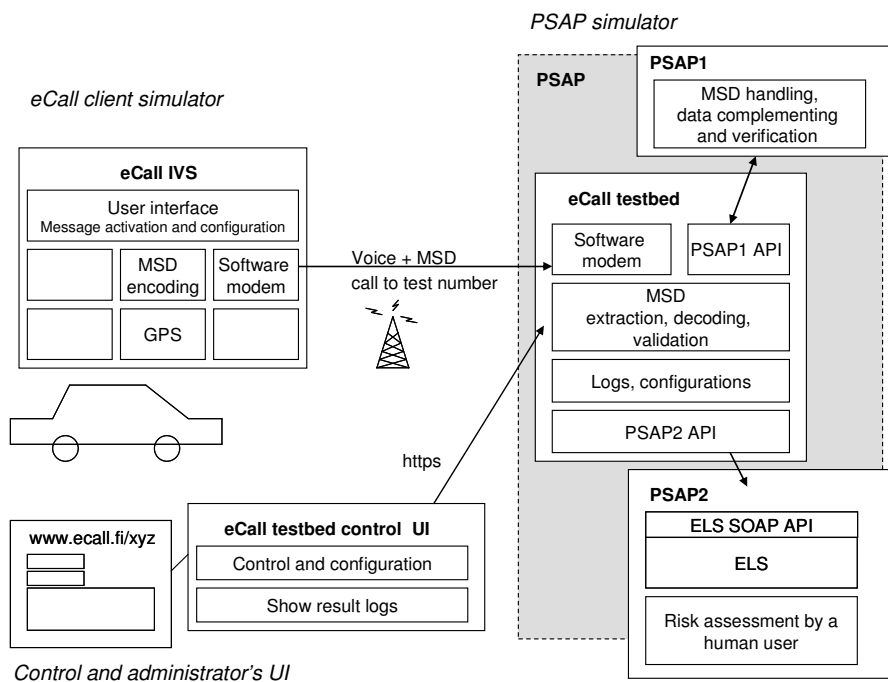 PSAP simulator
eCall client simulator
PSAP
PSAP1
MSD handling,
data complementing
and verification
eCall IVS
User interface
Message activation and configuration
MSD
encoding
Software
modem
GPS
Voice + MSD
call to test number
eCall testbed
Software
modem
PSAP1 API
MSD
extraction, decoding,
validation
Logs, configurations
PSAP2 API
https
PSAP2
ELS SOAP API
ELS
Risk assessment by a
human user
www.ecall.fi/xyz
eCall testbed control UI
Control and configuration
Show result logs
Control and administrator's UI